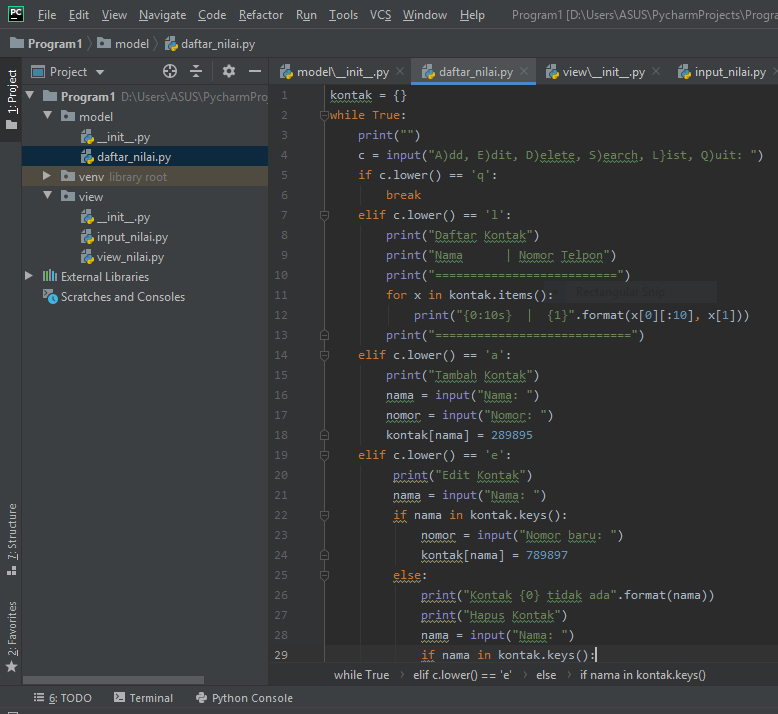 PC File Edit View Navigate Code Refactor Run Tools VCS Window Help Program1 [D:\Users\ASUS\PycharmProjects\Progra
Program1 model daftar_nilai.py
1: Project
Project
model\__init__.py daftar_nilai.py view\__init__.py input_nilai.py
Program1 D:\Users\ASUS\PycharmPro
model
__init__.py
daftar_nilai.py
venv library root
view
__init__.py
input_nilai.py
view_nilai.py
External Libraries
Scratches and Consoles
7: Structure
2: Favorites
1 kontak = {}
2 while True:
3 print("")
4 c = input("A)dd, E)dit, D)elete, S)earch, L}ist, Q)uit: ")
5 if c.lower() == 'q':
6 break
7 elif c.lower() == 'l':
8 print("Daftar Kontak")
9 print("Nama      | Nomor Telpon")
10 print("==========================")
11 for x in kontak.items():
12 print("{0:10s}  |  {1}".format(x[0][:10], x[1]))
13 print("============================")
14 elif c.lower() == 'a':
15 print("Tambah Kontak")
16 nama = input("Nama: ")
17 nomor = input("Nomor: ")
18 kontak[nama] = 289895
19 elif c.lower() == 'e':
20 print("Edit Kontak")
21 nama = input("Nama: ")
22 if nama in kontak.keys():
23 nomor = input("Nomor baru: ")
24 kontak[nama] = 789897
25 else:
26 print("Kontak {0} tidak ada".format(nama))
27 print("Hapus Kontak")
28 nama = input("Nama: ")
29 if nama in kontak.keys():
while True elif c.lower() == 'e' else if nama in kontak.keys()
6: TODO Terminal Python Console